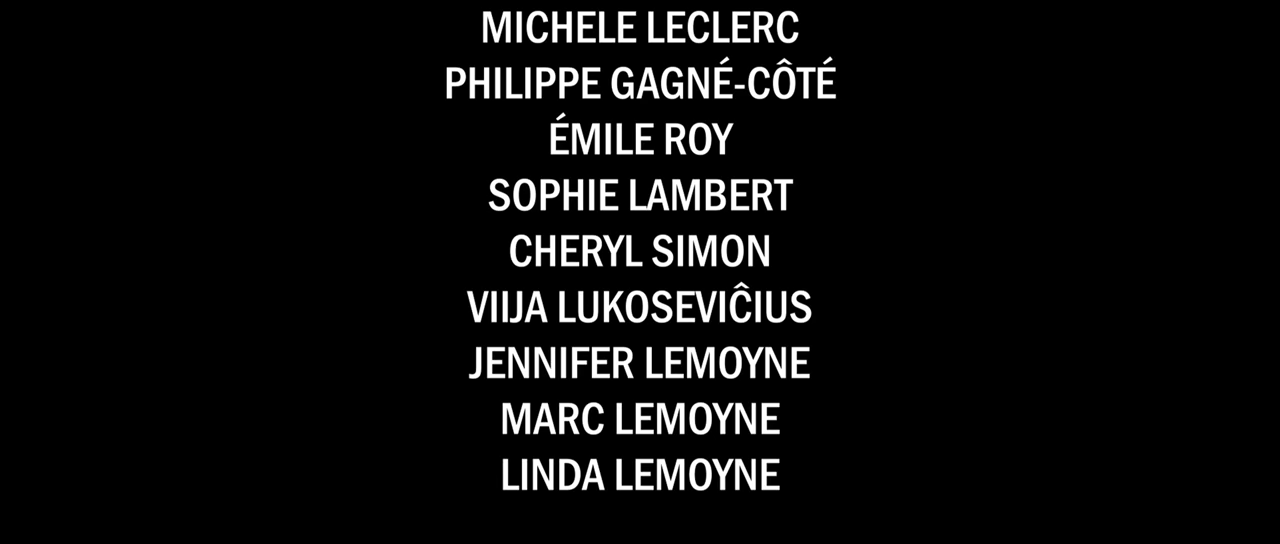 MICHELE LECLERC
PHILIPPE GAGNÉ-CÔTÉ
ÉMILE ROY
SOPHIE LAMBERT
CHERYL SIMON
VIIJA LUKOSEVIĈIUS
JENNIFER LEMOYNE
MARC LEMOYNE
LINDA LEMOYNE